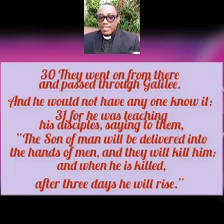 30 They went on from there
and passed through Galilee.
And he would not have any one know it;
31 for he was teaching
his disciples, saying to them,
"The Son of man will be delivered into
the hands of men, and they will kill him;
and when he is killed,
after three days he will rise."